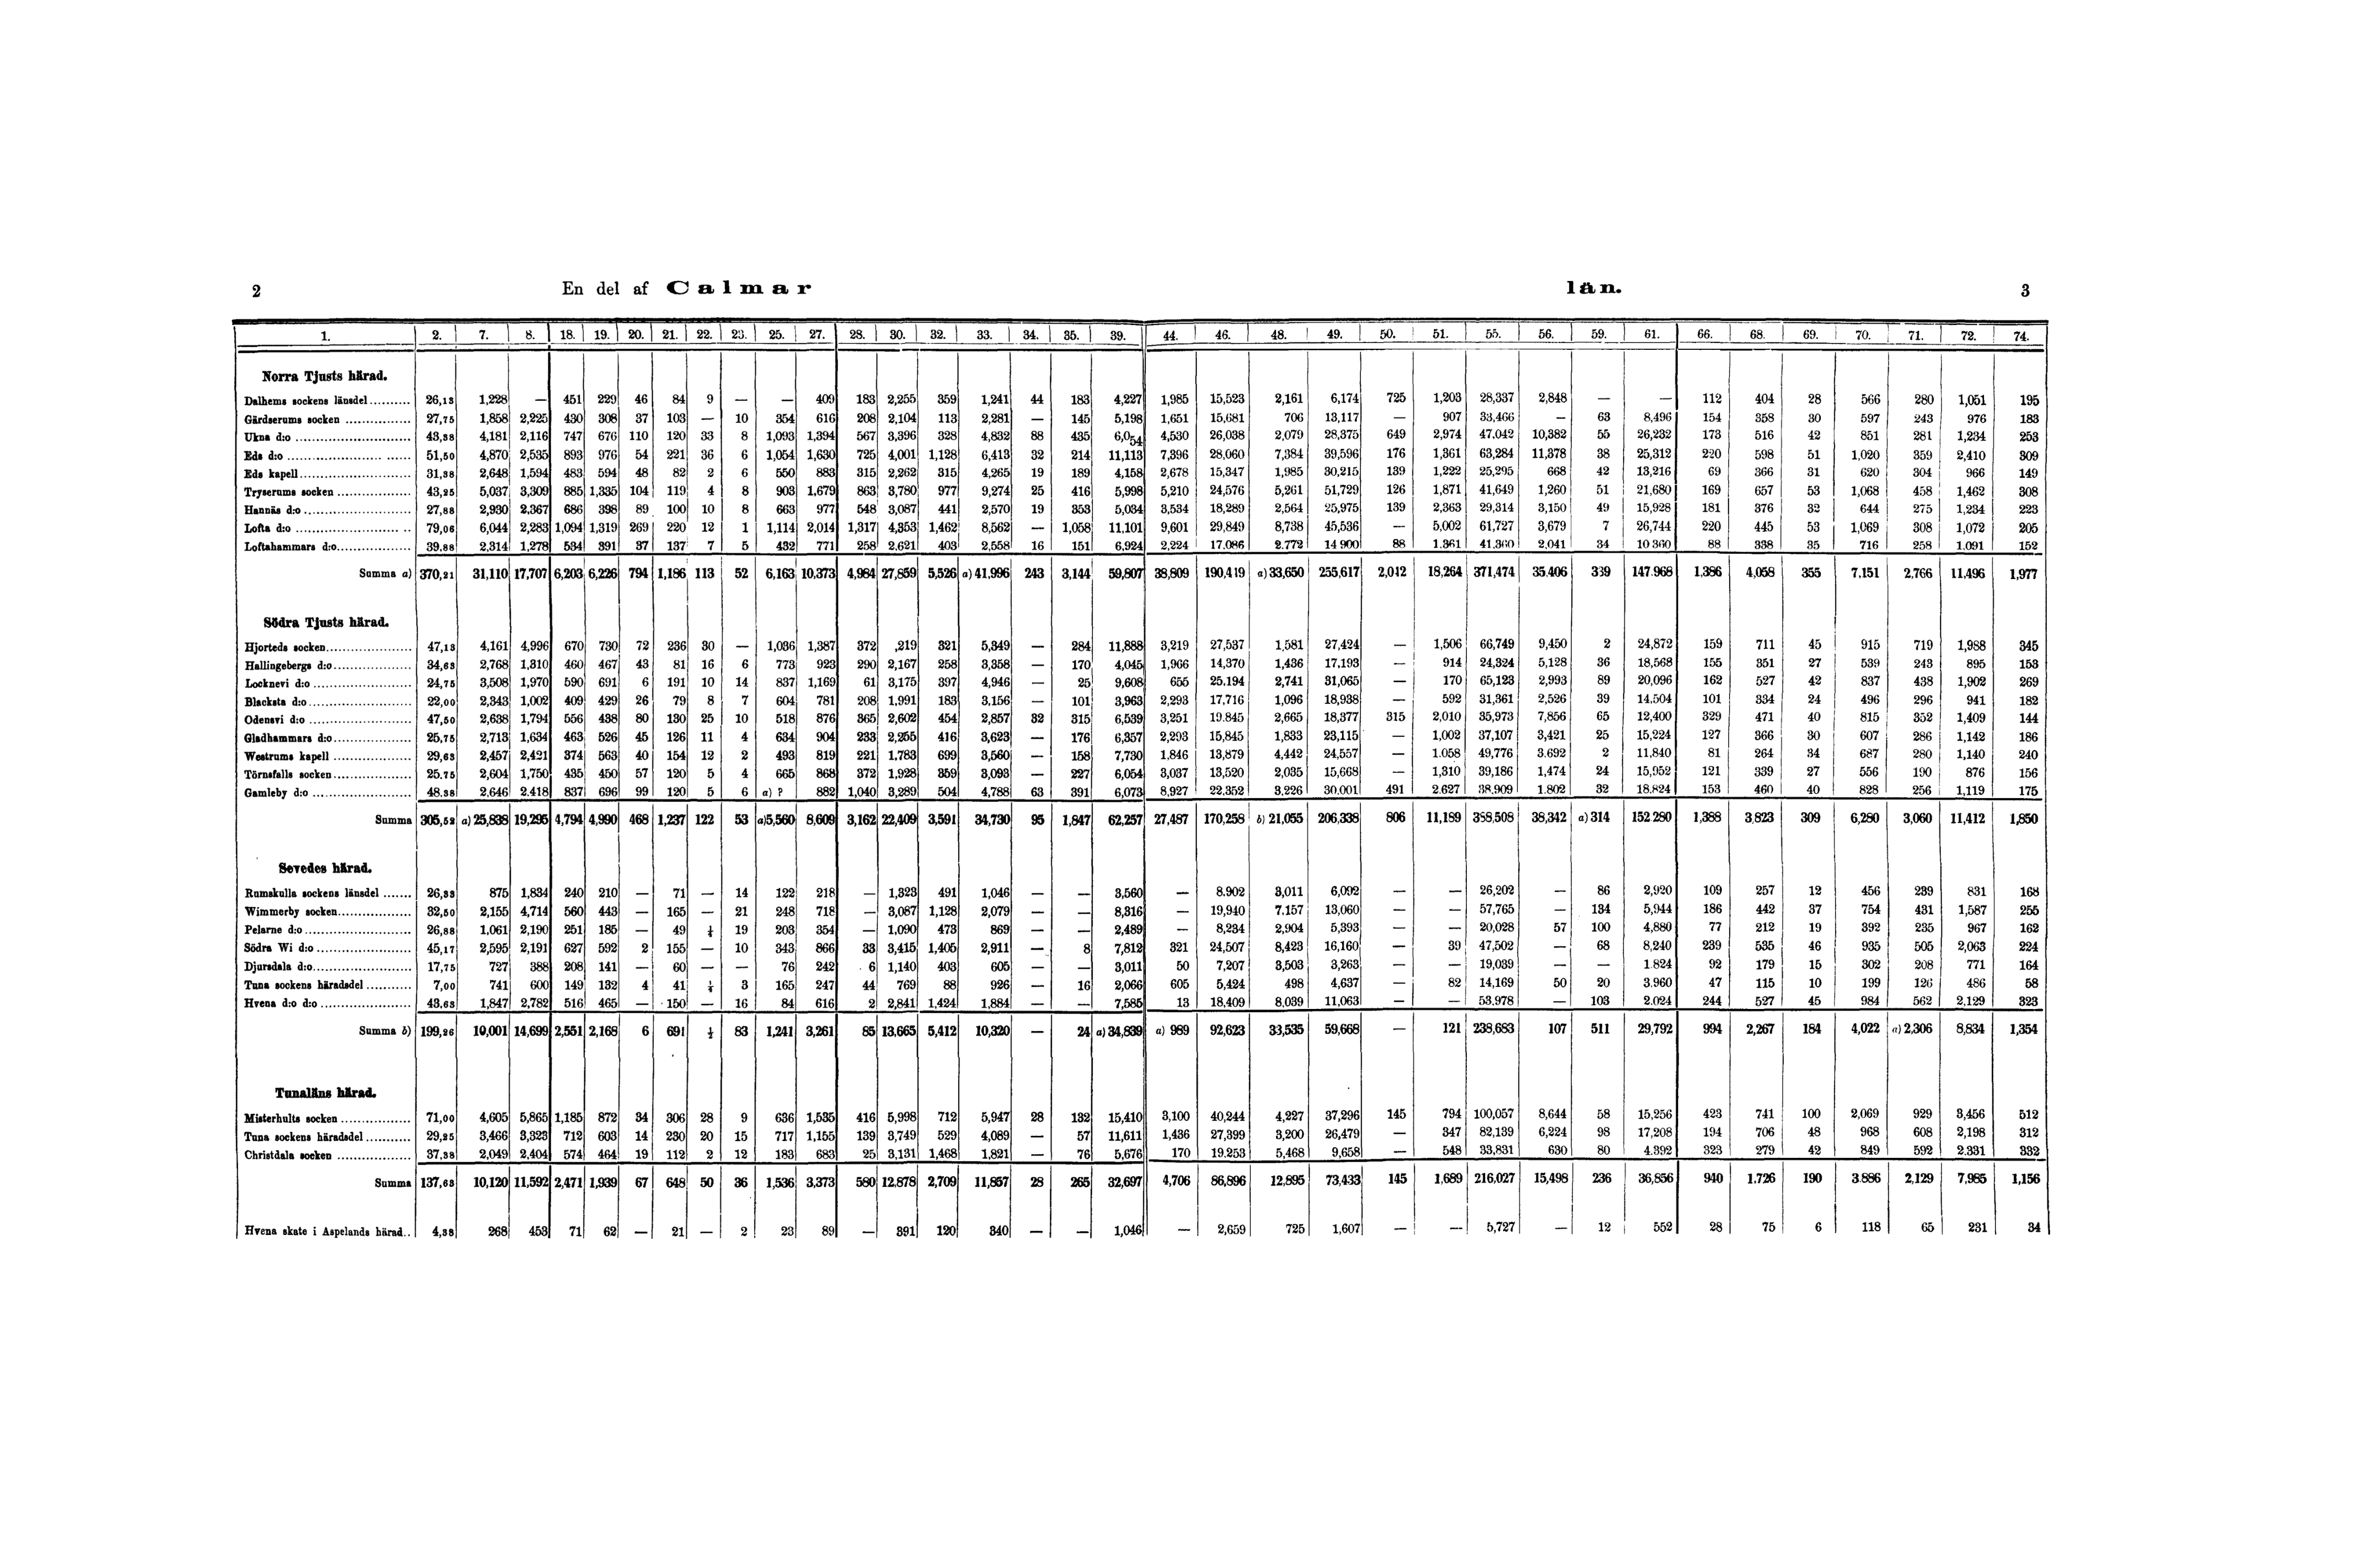 2 En del af Calmar län. 3
1. 2. 7. 8. 18. 19. 20. 21. 22. 23. 25. 27. 28. 30. 32. 33. 34. 35. 39. 44. 46. 48. 49. 50. 51. 55. 56. 59. 61. 66. 68. 69. 70. 71. 72. 74.
Norra Tjusts härad.
Dalhems sockens länsdel .......... 26,13 1,228 — 451 229 46 84 9 — — 409 183 2,255 359 1,241 44 183 4,227 1,985 15,523 2,161 6,174 725 1,203 28,337 2,848 — — 112 404 28 566 280 1,051 195
Gärdserums socken ............... 27,75 1,858 2,225 430 308 37 103 — 10 354 616 208 2,104 113 2,281 — 145 5,198 1,651 15,681 706 13,117 — 907 33,466 — 63 8,496 154 358 30 597 243 976 183
Ukna d:o ............................ 43,38 4,181 2,116 747 676 110 120 33 8 1,093 1,394 567 3,396 328 4,832 88 435 6,054 4,530 26,038 2,079 28,375 649 2,974 47,042 10,382 55 26,232 173 516 42 851 281 1,234 253
Eds d:o .............................. 51,50 4,870 2,535 893 976 54 221 36 6 1,054 1,630 725 4,001 1,128 6,413 32 214 11,113 7,396 28,060 7,384 39,596 176 1,361 63,284 11,378 38 25,312 220 598 51 1,020 359 2,410 309
Eds kapell........................... 31,38 2,648 1,594 483 594 48 82 2 6 550 883 315 2,262 315 4,265 19 189 4,158 2,678 15,347 1,985 30,215 139 1,222 25,295 668 42 13,216 69 366 31 620 304 966 149
Tryserums socken .................. 43,25 5,037 3,309 885 1,335 104 119 4 8 903 1,679 863 3,780 977 9,274 25 416 5,998 5,210 24,576 5,261 51,729 126 1,871 41,649 1,260 51 21,680 169 657 53 1,068 458 1,462 308
Hannäs d:o .......................... 27,88 2,930 2,367 686 398 89 100 10 8 663 977 548 3,087 441 2,570 19 353 5,034 3,534 18,289 2,564 25,975 139 2,363 29,314 3,150 49 15,928 181 376 32 644 275 1,234 223
Lofta d:o ............................ 79,06 6,044 2,283 1,094 1,319 269 220 12 1 1,114 2,014 1,317 4,353 1,462 8,562 — 1,058 11,101 9,601 29,849 8,738 45,536 — 5,002 61,727 3,679 7 26,744 220 445 53 1,069 308 1,072 205
Loftahammars d:o.................. 39,88 2,314 1,278 534 391 37 137 7 5 432 771 258 2,621 403 2,558 16 151 6,924 2,224 17,086 2,772 14 900 88 1,361 41,360 2,041 34 10 360 88 338 35 716 258 1,091 152
Summa a) 370,21 31,110 17,707 6,203 6,226 794 1,186 113 52 6,163 10,373 4,984 27,859 5,526 a) 41,996 243 3,144 59,807 38,809 190,419 a) 33,650 255,617 2,012 18,264 371,474 35,406 339 147,968 1,386 4,058 355 7,151 2,766 11,496 1,977
Södra Tjusts härad.
Hjorteds socken.................... 47,13 4,161 4,996 670 730 72 236 30 — 1,036 1,387 372 ,219 321 5,349 — 284 11,888 3,219 27,537 1,581 27,424 — 1,506 66,749 9,450 2 24,872 159 711 45 915 719 1,988 345
Hallingebergs d:o................... 34,63 2,768 1,310 460 467 43 81 16 6 773 923 290 2,167 258 3,358 — 170 4,045 1,966 14,370 1,436 17,193 — 914 24,324 5,128 36 18,568 155 351 27 539 243 895 153
Locknevi d:o ....................... 24,75 3,508 1,970 590 691 6 191 10 14 837 1,169 61 3,175 397 4,946 — 25 9,608 655 25,194 2,741 31,065 — 170 65,123 2,993 89 20,096 162 527 42 837 438 1,902 269
Blacksta d:o ........................ 22,00 2,343 1,002 409 429 26 79 8 7 604 781 208 1,991 183 3,156 — 101 3,963 2,293 17,716 1,096 18,938 — 592 31,361 2,526 39 14,504 101 334 24 496 296 941 182
Odensvi d:o ........................ 47,50 2,638 1,794 556 438 80 130 25 10 518 876 365 2,602 454 2,857 32 315 6,539 3,251 19,845 2,665 18,377 315 2,010 35,973 7,856 65 12,400 329 471 40 815 352 1,409 144
Gladhammars d:o................... 25,75 2,713 1,634 463 526 45 126 11 4 634 904 233 2,255 416 3,623 — 176 6,357 2,293 15,845 1,833 23,115 — 1,002 37,107 3,421 25 15,224 127 366 30 607 286 1,142 186
Westrums kapell ................... 29,63 2,457 2,421 374 563 40 154 12 2 493 819 221 1,783 699 3,560 — 158 7,730 1,846 13,879 4,442 24,557 — 1,058 49,776 3,692 2 11,840 81 264 34 687 280 1,140 240
Törnsfalls socken................... 25,75 2,604 1,750 435 450 57 120 5 4 665 868 372 1,928 359 3,093 — 227 6,054 3,037 13,520 2,035 15,668 — 1,310 39,186 1,474 24 15,952 121 339 27 556 190 876 156
Gamleby d:o ........................ 48,38 2,646 2,418 837 696 99 120 5 6 a) ? 882 1,040 3,289 504 4,788 63 391 6,073 8,927 22,352 3,226 30,001 491 2,627 38,909 1,802 32 18,824 153 460 40 828 256 1,119 175
Summa 305,52 a) 25,838 19,295 4,794 4,990 468 1,237 122 53 a) 5,560 8,609 3,162 22,409 3,591 34,730 95 1,847 62,257 27,487 170,258 b) 21,055 206,338 806 11,189 388,508 38,342 a) 314 152 280 1,388 3,823 309 6,280 3,060 11,412 1,850
Sevedes härad.
Rumskulla sockens länsdel ....... 26,33 875 1,834 240 210 — 71 — 14 122 218 — 1,323 491 1,046 — — 3,560 — 8,902 3,011 6,092 — — 26,202 — 86 2,920 109 257 12 456 239 831 168
Wimmerby socken.................. 32,50 2,155 4,714 560 443 — 165 — 21 248 718 — 3,087 1,128 2,079 — — 8,316 — 19,940 7,157 13,060 — — 57,765 — 134 5,944 186 442 37 754 431 1,587 255
Pelarne d:o .......................... 26,88 1,061 2,190 251 185 — 49 19 203 354 — 1,090 473 869 — — 2,489 — 8,234 2,904 5,393 — — 20,028 57 100 4,880 77 212 19 392 235 967 162
Södra Wi d:o ....................... 45,17 2,595 2,191 627 592 2 155 — 10 343 866 33 3,415 1,405 2,911 — 8 7,812 321 24,507 8,423 16,160 — 39 47,502 — 68 8,240 239 535 46 935 505 2,063 224
Djursdala d:o........................ 17,75 727 388 208 141 — 60 — — 76 242 6 1,140 403 605 — — 3,011 50 7,207 3,503 3,263 — — 19,039 — — 1,824 92 179 15 302 208 771 164
Tuna sockens häradsdel ........... 7,00 741 600 149 132 4 41 3 165 247 44 769 88 926 — 16 2,066 605 5,424 498 4,637 — 82 14,169 50 20 3,960 47 115 10 199 126 486 58
Hvena d:o d:o ...................... 43,63 1,847 2,782 516 465 — 150 — 16 84 616 2 2,841 1,424 1,884 — — 7,585 13 18,409 8,039 11,063 — — 53,978 — 103 2,024 244 527 45 984 562 2,129 323
Summa b) 199,26 10,001 14,699 2,551 2,168 6 691 83 1,241 3,261 85 13,665 5,412 10,320 — 24 a) 34,839 a) 989 92,623 33,535 59,668 — 121 238,683 107 511 29,792 994 2,267 184 4,022 a) 2,306 8,834 1,354
Tunaläns härad.
Misterhults socken ................. 71,00 4,605 5,865 1,185 872 34 306 28 9 636 1,535 416 5,998 712 5,947 28 132 15,410 3,100 40,244 4,227 37,296 145 794 100,057 8,644 58 15,256 423 741 100 2,069 929 3,456 512
Tuna sockens häradsdel ........... 29,25 3,466 3,323 712 603 14 230 20 15 717 1,155 139 3,749 529 4,089 — 57 11,611 1,436 27,399 3,200 26,479 — 347 82,139 6,224 98 17,208 194 706 48 968 608 2,198 312
Christdala socken .................. 37,38 2,049 2,404 574 464 19 112 2 12 183 683 25 3,131 1,468 1,821 — 76 5,676 170 19,253 5,468 9,658 — 548 33,831 630 80 4,392 323 279 42 849 592 2,331 332
Summa 137,63 10,120 11,592 2,471 1,939 67 648 50 36 1,536 3,373 580 12,878 2,709 11,857 28 265 32,697 4,706 86,896 12,895 73,433 145 1,689 216,027 15,498 236 36,856 940 1,726 190 3,886 2,129 7,985 1,156
Hvena skate i Aspelands härad.. 4,38 268 453 71 62 — 21 — 2 23 89 — 391 120 340 — — 1,046 — 2,659 725 1,607 — — 5,727 — 12 552 28 75 6 118 65 231 34